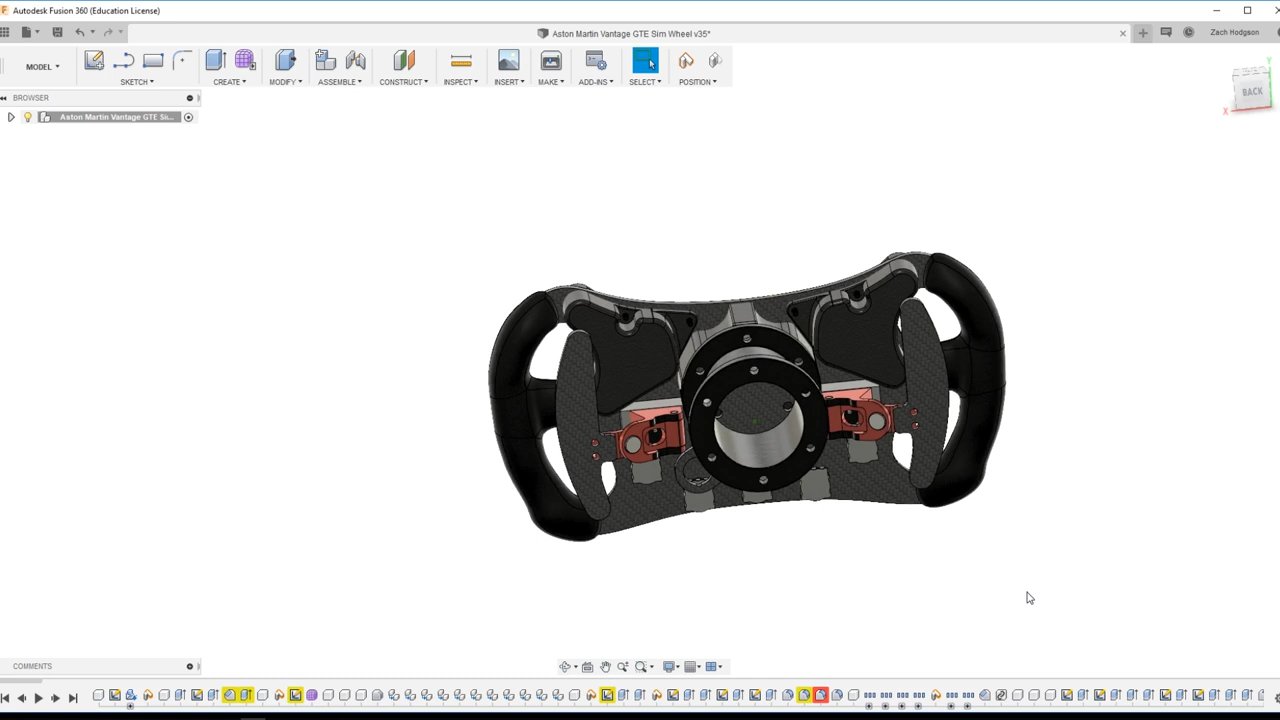 Autodesk Fusion 360 (Education License)
Aston Martin Vantage GTE Sim Wheel v35*
Zach Hodgson
MODEL
SKETCH
CREATE
MODIFY
ASSEMBLE
CONSTRUCT
INSPECT
INSERT
MAKE
ADD-INS
SELECT
POSITION
BROWSER
Aston Martin Vantage GTE Si...
Y
BACK
X
COMMENTS